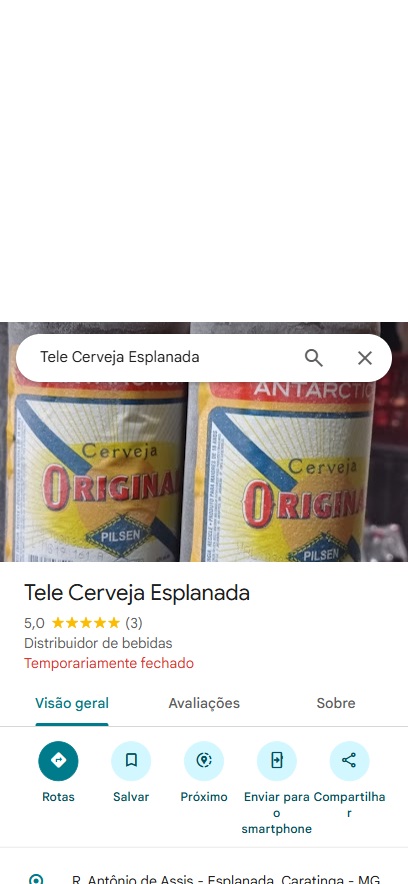 Tele Cerveja Esplanada
ANTARCTIC
Cerveja Cerveja
ORIGINAL ORIGINA
PILSEN PILSEN
Tele Cerveja Esplanada
5,0 (3)
Distribuidor de bebidas
Temporariamente fechado
Visão geral Avaliações Sobre
Rotas Salvar Próximo Enviar para o smartphone Compartilhar
R. Antônio de Assis - Esplanada, Caratinga - MG